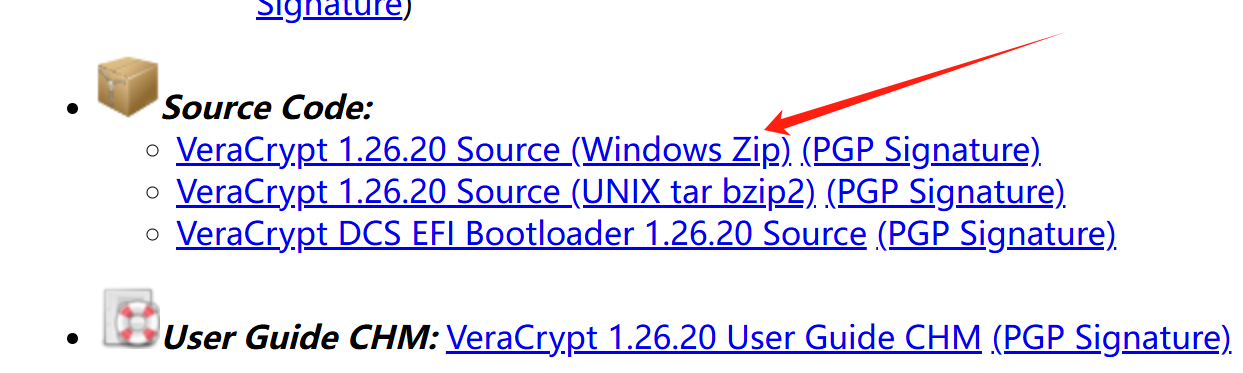 Signature)
Source Code:
VeraCrypt 1.26.20 Source (Windows Zip) (PGP Signature)
VeraCrypt 1.26.20 Source (UNIX tar bzip2) (PGP Signature)
VeraCrypt DCS EFI Bootloader 1.26.20 Source (PGP Signature)
User Guide CHM: VeraCrypt 1.26.20 User Guide CHM (PGP Signature)